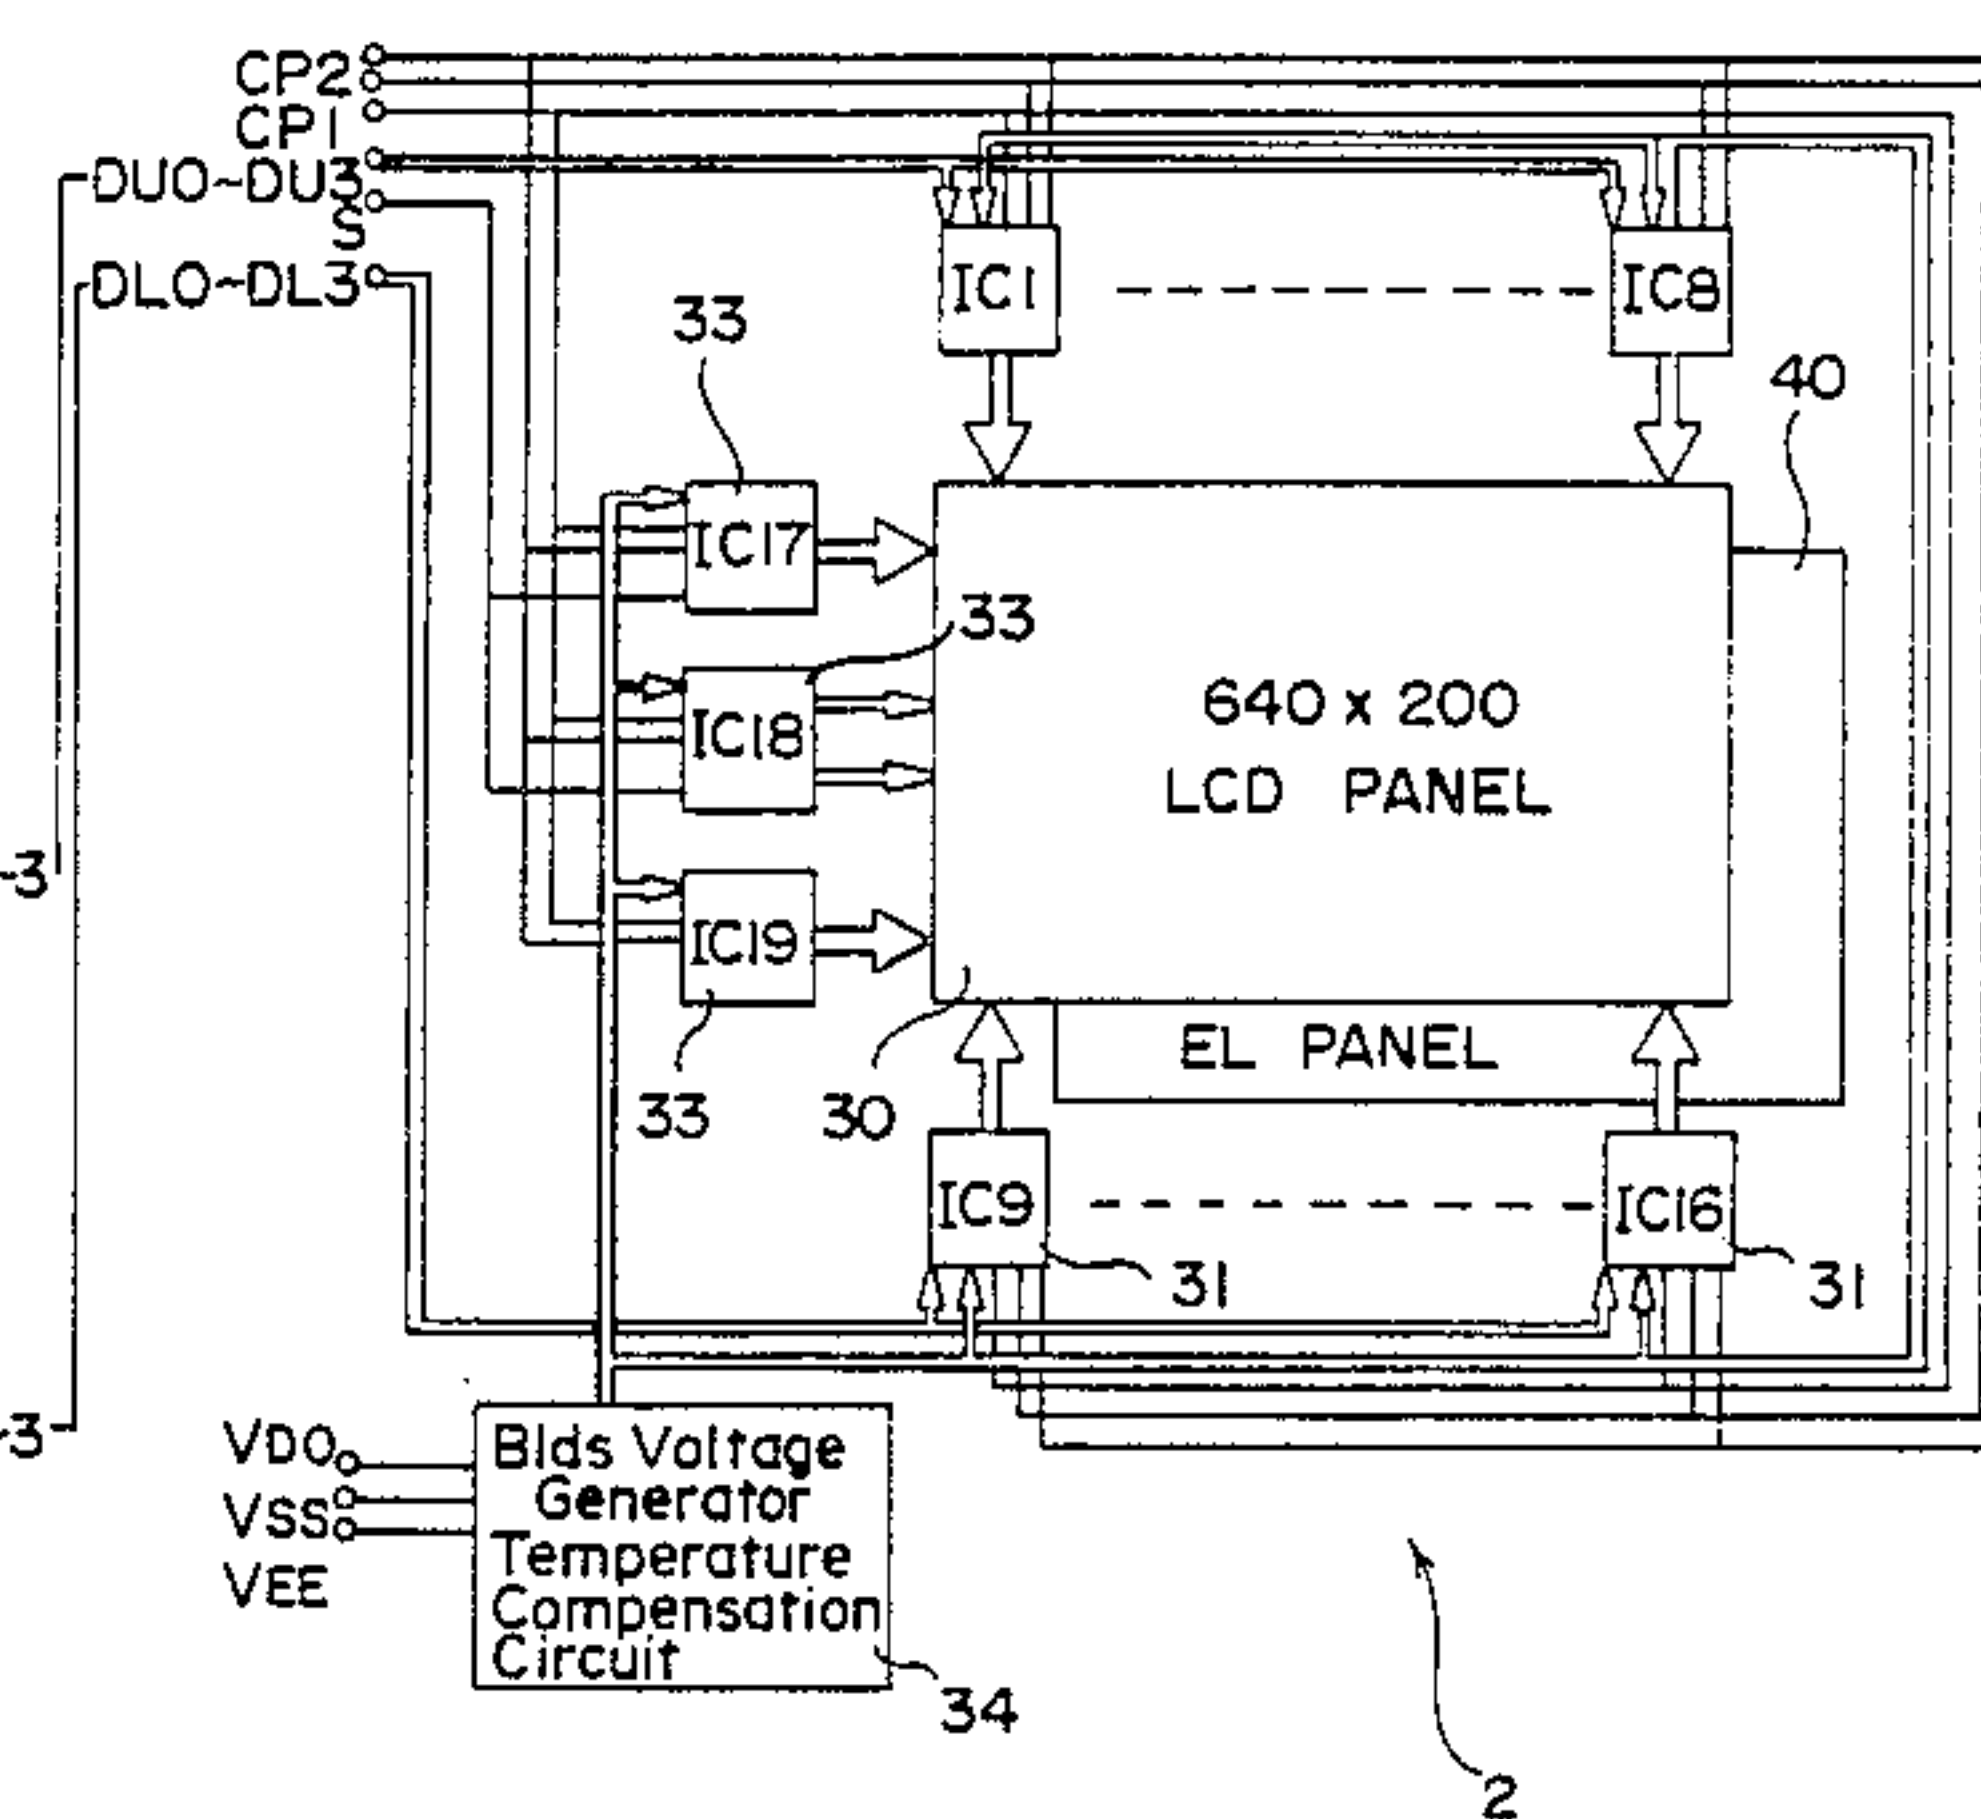 CP2
CP1
DU0~DU3
S
DL0~DL3
IC1
IC8
33
40
IC17
33
IC18
640 x 200
LCD PANEL
3
IC19
EL PANEL
33
30
IC9
IC16
31
31
3
VDO
VSS
VEE
Blds Voltage
Generator
Temperature
Compensation
Circuit
34
2